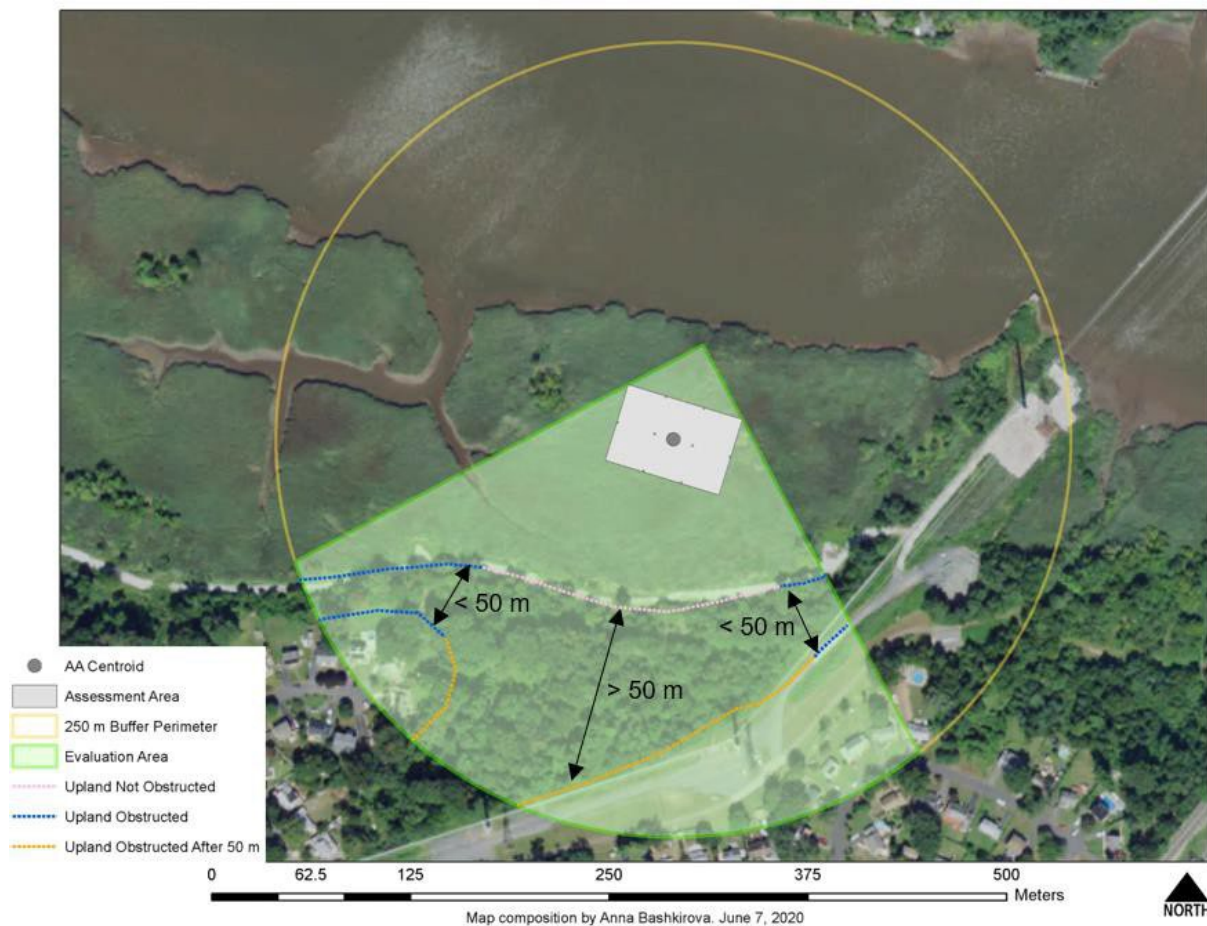 < 50 m
< 50 m
> 50 m
AA Centroid
Assessment Area
250 m Buffer Perimeter
Evaluation Area
Upland Not Obstructed
Upland Obstructed
Upland Obstructed After 50 m
0 62.5 125 250 375 500
Meters
Map composition by Anna Bashkirova. June 7, 2020
NORTH